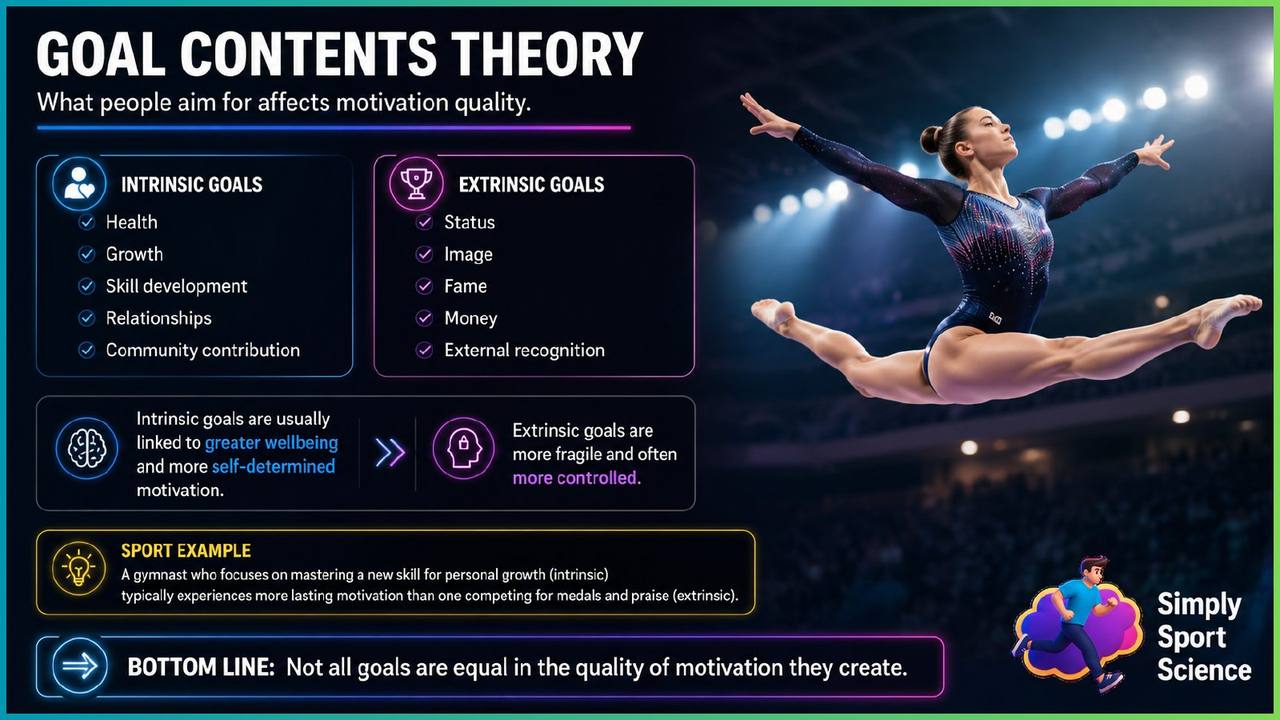 GOAL CONTENTS THEORY
What people aim for affects motivation quality.
INTRINSIC GOALS
Health
Growth
Skill development
Relationships
Community contribution
EXTRINSIC GOALS
Status
Image
Fame
Money
External recognition
Intrinsic goals are usually
linked to greater wellbeing
and more self-determined
motivation.
Extrinsic goals are
more fragile and often
more controlled.
SPORT EXAMPLE
A gymnast who focuses on mastering a new skill for personal growth (intrinsic)
typically experiences more lasting motivation than one competing for medals and praise (extrinsic).
BOTTOM LINE: Not all goals are equal in the quality of motivation they create.
Simply
Sport
Science